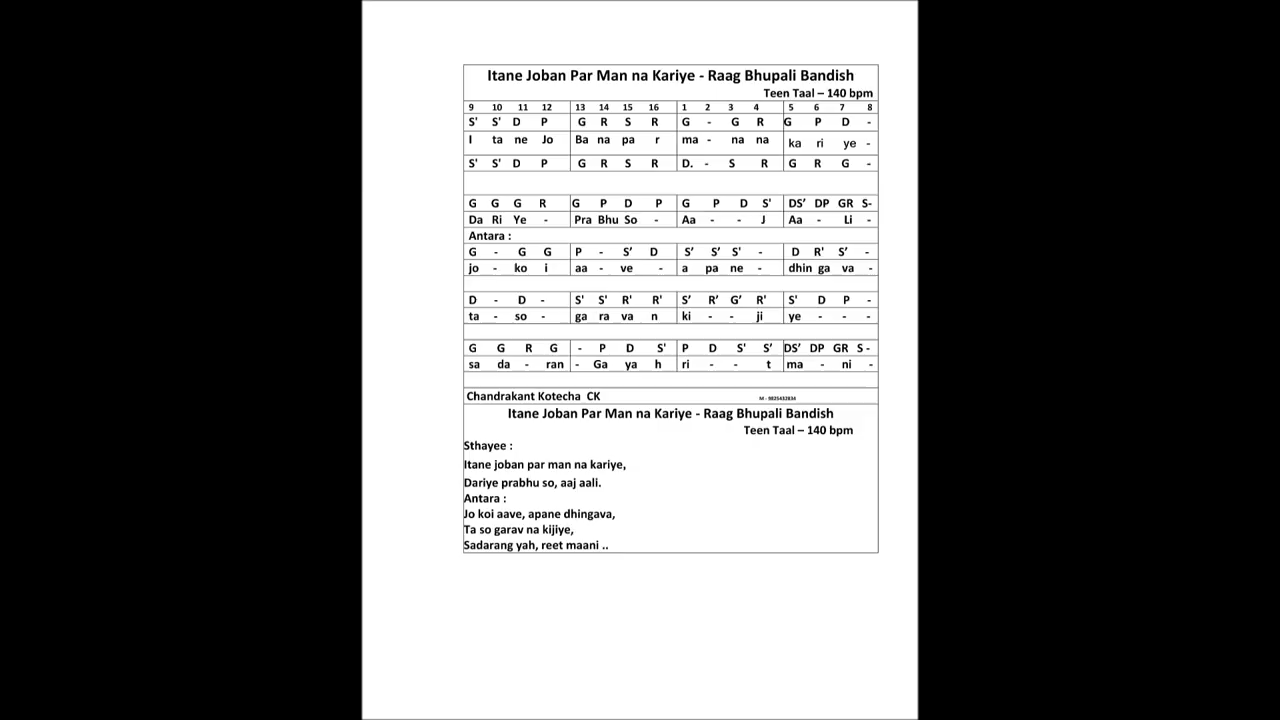 Itane Joban Par Man na Kariye - Raag Bhupali Bandish
Teen Taal – 140 bpm
9 10 11 12 13 14 15 16 1 2 3 4 5 6 7 8
S' S' D P G R S R G - G R G P D -
I ta ne Jo Ba na pa r ma - na na ka ri ye -
S' S' D P G R S R D. - S R G R G -
G G G R G P D P G P D S' DS’ DP GR S-
Da Ri Ye - Pra Bhu So - Aa - - J Aa - Li -
Antara :
G - G G P - S’ D S’ S’ S' - D R' S’ -
jo - ko i aa - ve - a pa ne - dhin ga va -
D - D - S' S' R' R' S’ R’ G’ R' S' D P -
ta - so - ga ra va n ki - - ji ye - - -
G G R G - P D S' P D S' S’ DS’ DP GR S -
sa da - ran - Ga ya h ri - - t ma - ni -
Chandrakant Kotecha CK M - 9825432834
Itane Joban Par Man na Kariye - Raag Bhupali Bandish
Teen Taal – 140 bpm
Sthayee :
Itane joban par man na kariye,
Dariye prabhu so, aaj aali.
Antara :
Jo koi aave, apane dhingava,
Ta so garav na kijiye,
Sadarang yah, reet maani ..